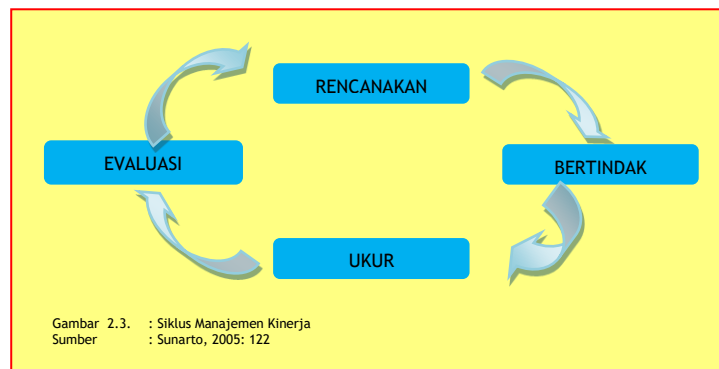 RENCANAKAN
EVALUASI
BERTINDAK
UKUR
Gambar 2.3. : Siklus Manajemen Kinerja
Sumber : Sunarto, 2005: 122